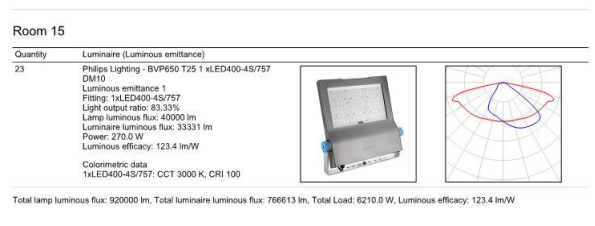 Room 15
Quantity Luminaire (Luminous emittance)
23 Philips Lighting - BVP650 T25 1 xLED400-4S/757
DM10
Luminous emittance 1
Fitting: 1xLED400-4S/757
Light output ratio: 83.33%
Lamp luminous flux: 40000 lm
Luminaire luminous flux: 33331 lm
Power: 270.0 W
Luminous efficacy: 123.4 lm/W
Colorimetric data
1xLED400-4S/757: CCT 3000 K, CRI 100
Total lamp luminous flux: 920000 lm, Total luminaire luminous flux: 766613 lm, Total Load: 6210.0 W, Luminous efficacy: 123.4 lm/W